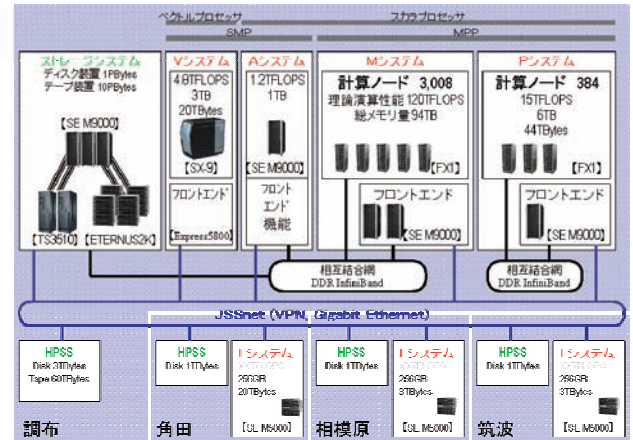 ベクトルプロセッサ
スカラプロセッサ
SMP
MPP
ストレージシステム
ディスク装置 1PBytes
テープ装置 10PBytes
【SE M9000】
【TS3510】
【ETERNUS2K】
Vシステム
4.8TFLOPS
3TB
20TBytes
【SX-9】
フロントエンド
【Express5800】
Aシステム
1.2TFLOPS
1TB
【SE M9000】
フロント
エンド
機能
Mシステム
計算ノード 3,008
理論演算性能 120TFLOPS
総メモリ量 94TB
【FX1】
フロントエンド
【SE M9000】
Pシステム
計算ノード 384
15TFLOPS
6TB
44TBytes
【FX1】
フロントエンド
【SE M9000】
相互結合網
DDR InfiniBand
相互結合網
DDR InfiniBand
JSSnet (VPN, Gigabit Ethernet)
HPSS
Disk 3TBytes
Tape 60TBytes
調布
HPSS
Disk 1TBytes
角田
Lシステム
256GB
20TBytes
【SE M5000】
HPSS
Disk 1TBytes
相模原
Lシステム
256GB
3TBytes
【SE M5000】
HPSS
Disk 1TBytes
筑波
Lシステム
256GB
3TBytes
【SE M5000】